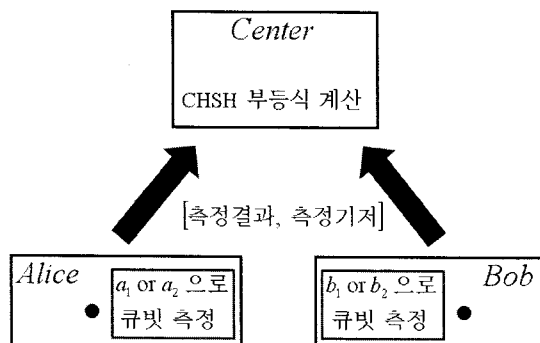 Center
CHSH 부등식 계산
[측정결과, 측정기저]
Alice
a₁ or a₂ 으로
큐빗 측정
b₁ or b₂ 으로
큐빗 측정
Bob